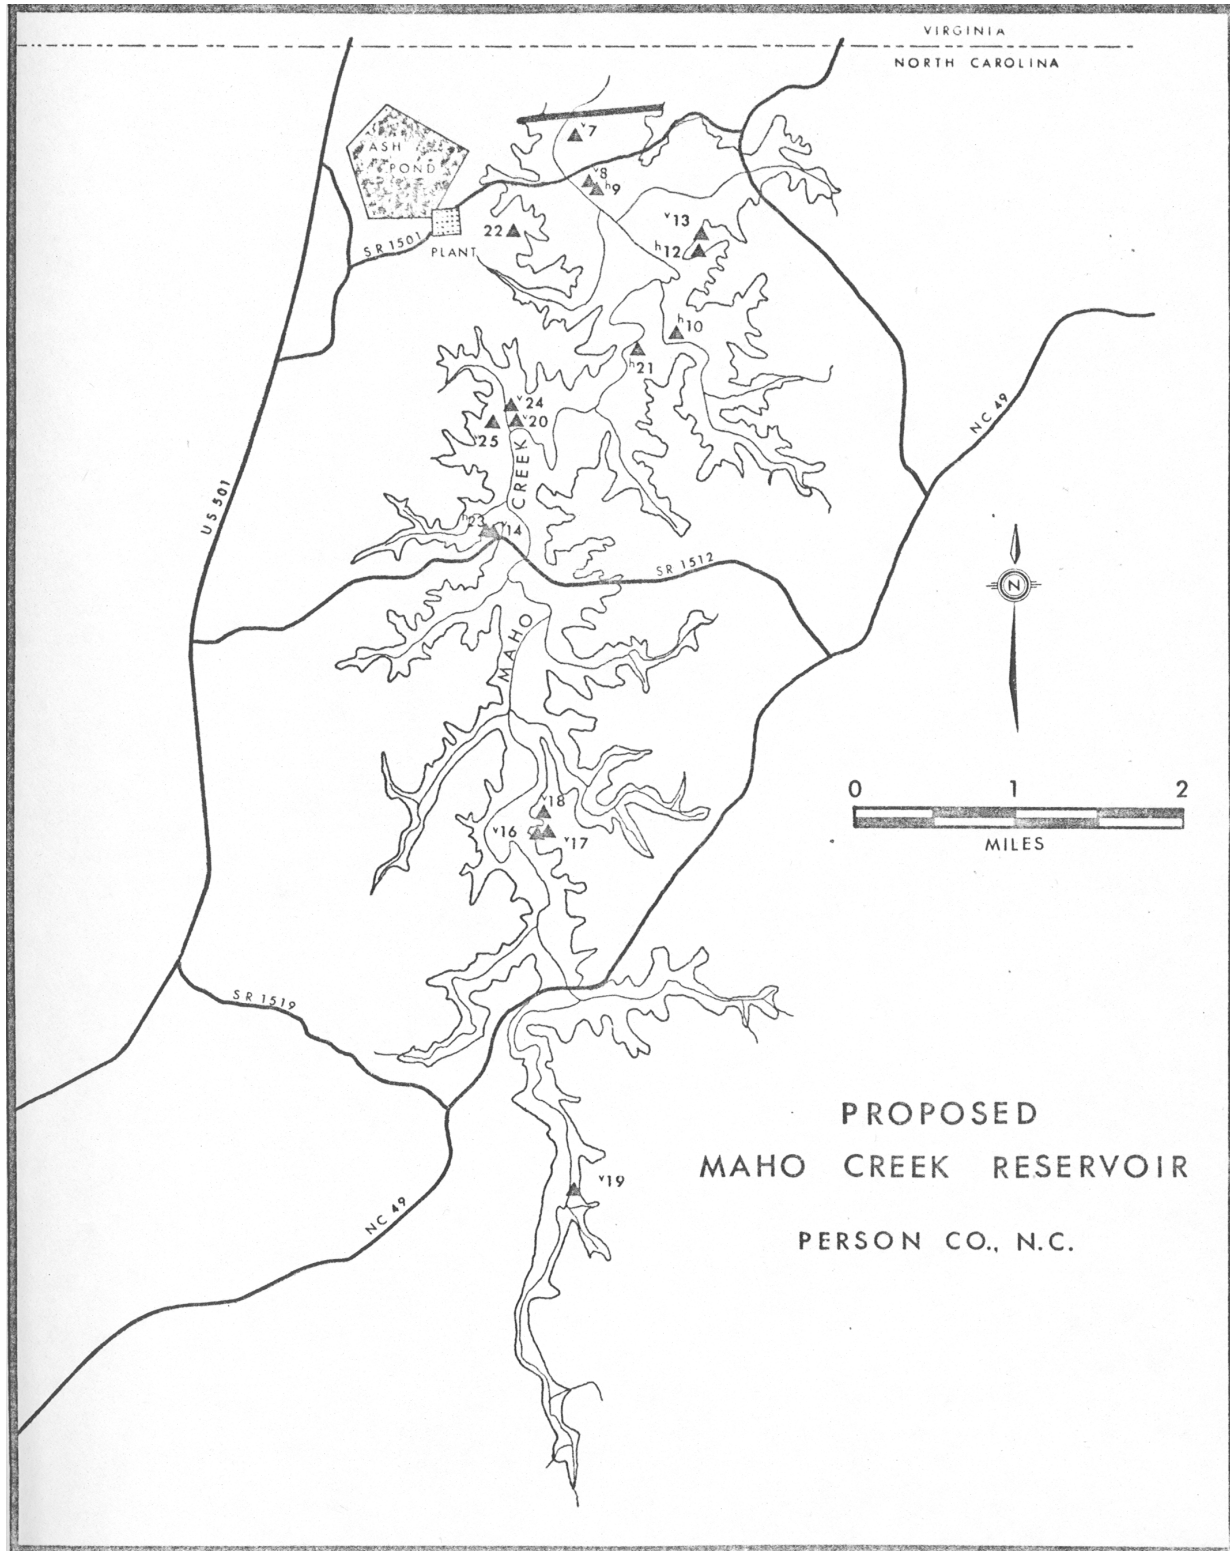 VIRGINIA
NORTH CAROLINA
ASH
POND
v7
v8
h9
v13
22
h12
SR 1501
PLANT
h10
h21
v24
v20
25
CREEK
NC 49
US 501
h23
v14
SR 1512
N
MAHO
0 1 2
MILES
v18
v16
v17
SR 1519
PROPOSED
MAHO CREEK RESERVOIR
v19
NC 49
PERSON CO., N.C.